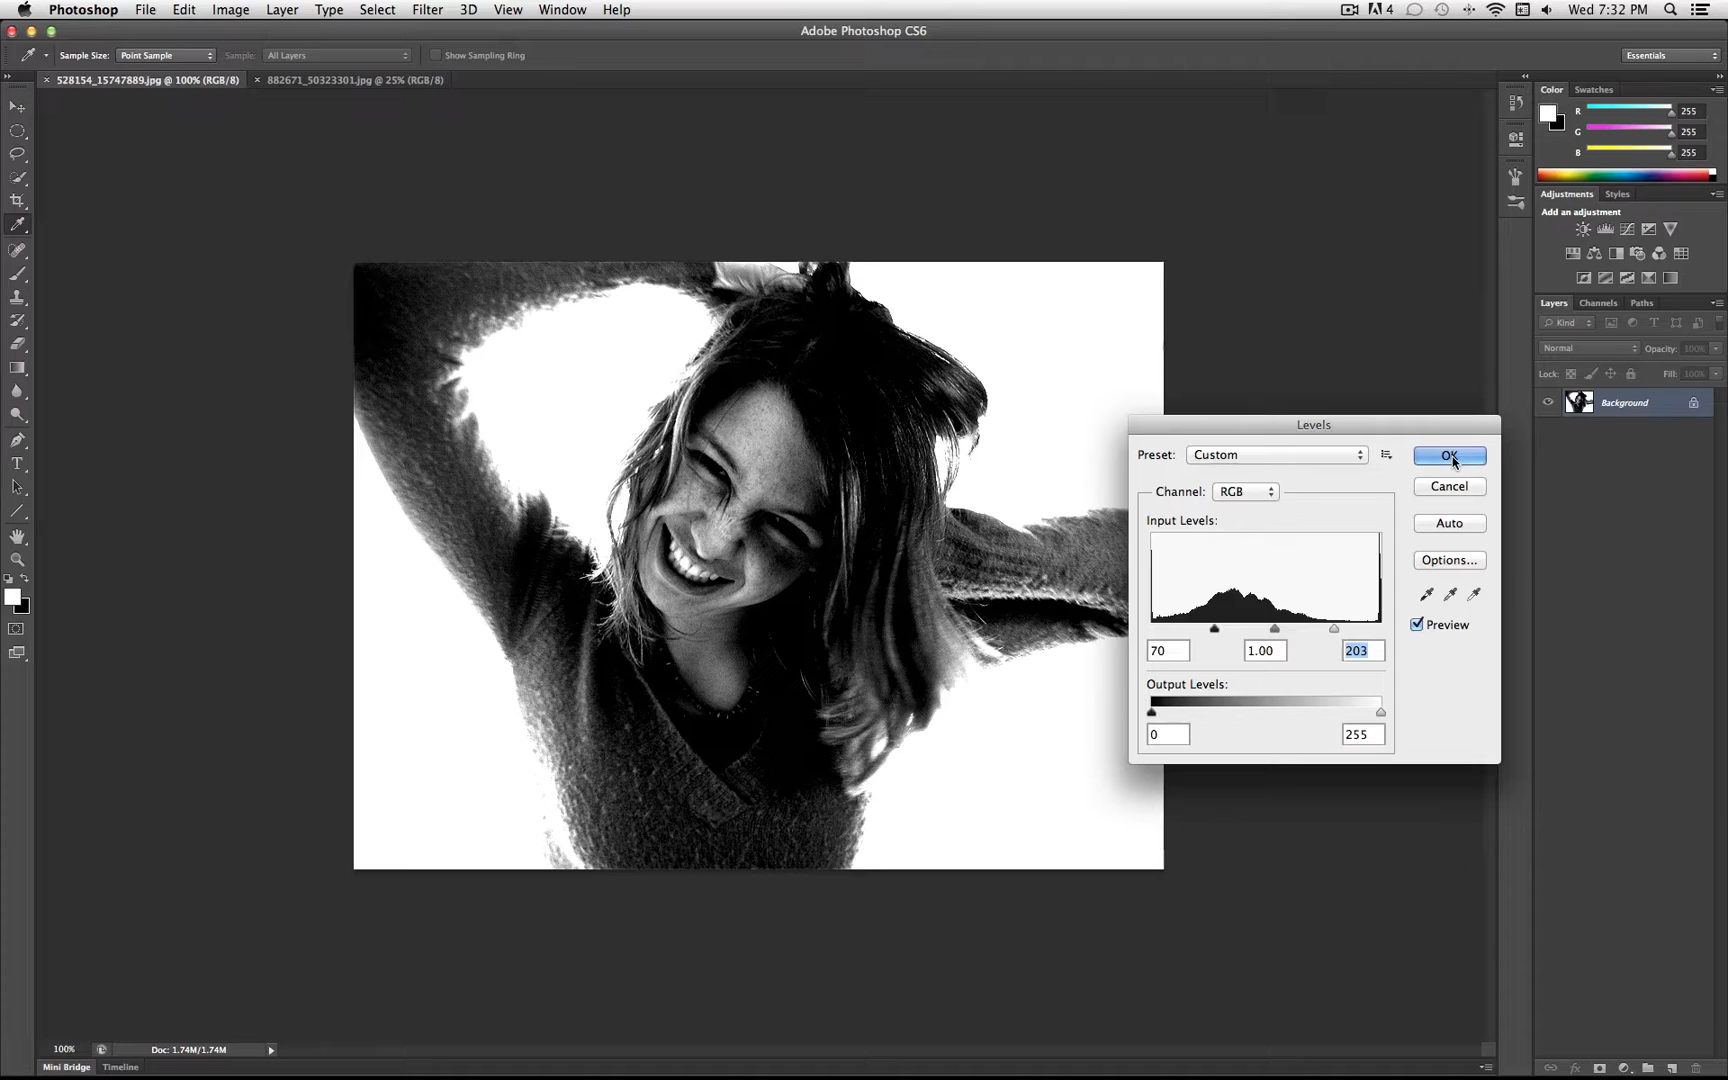 Photoshop File Edit Image Layer Type Select Filter 3D View Window Help 4 Wed 7:32 PM
Adobe Photoshop CS6
Sample Size: Point Sample Sample: All Layers Show Sampling Ring Essentials
528154_15747889.jpg @ 100% (RGB/8) 882671_50323301.jpg @ 25% (RGB/8)
Color Swatches
R 255
G 255
B 255
Adjustments Styles
Add an adjustment
Layers Channels Paths
Kind
Normal Opacity: 100%
Lock: Fill: 100%
Background
Levels
Preset: Custom OK
Cancel
Channel: RGB
Input Levels:
Auto
Options...
Preview
70 1.00 203
Output Levels:
0 255
100% Doc: 1.74M/1.74M
Mini Bridge Timeline